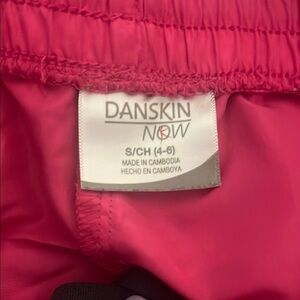 DANSKIN
NOW
S/CH (4-6)
MADE IN CAMBODIA
HECHO EN CAMBOYA